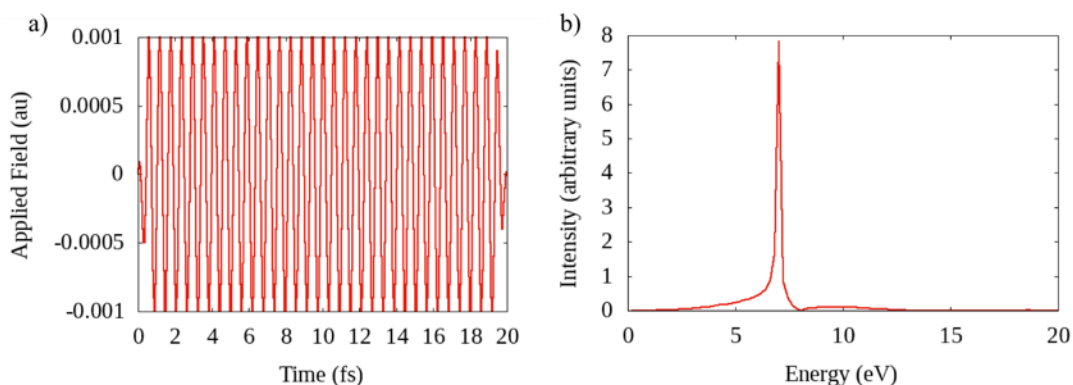 a)
Applied Field (au)
0.001
0.0005
0
-0.0005
-0.001
0 2 4 6 8 10 12 14 16 18 20
Time (fs)
b)
Intensity (arbitrary units)
8
7
6
5
4
3
2
1
0
0 5 10 15 20
Energy (eV)